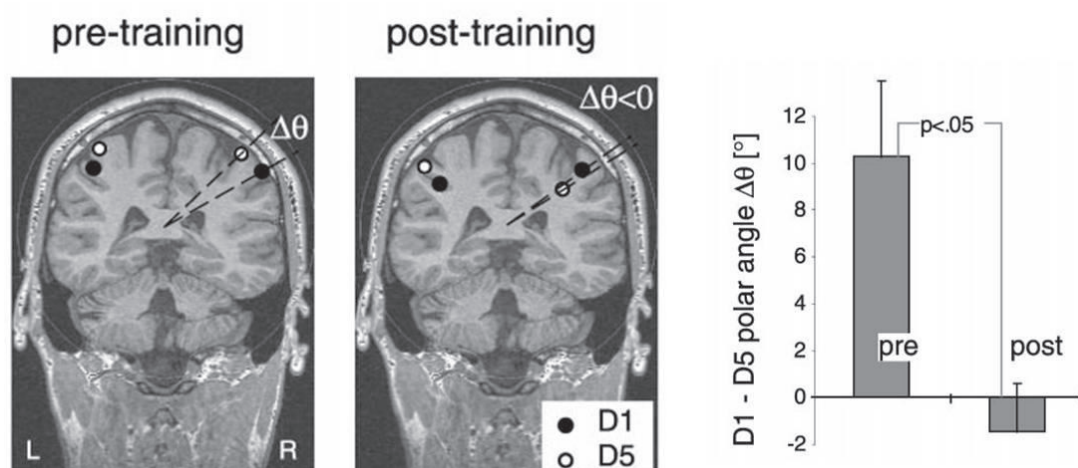 pre-training
post-training
Δθ
Δθ<0
L
R
D1
D5
D1 - D5 polar angle Δθ [°]
12
10
8
6
4
2
0
-2
p<.05
pre
post